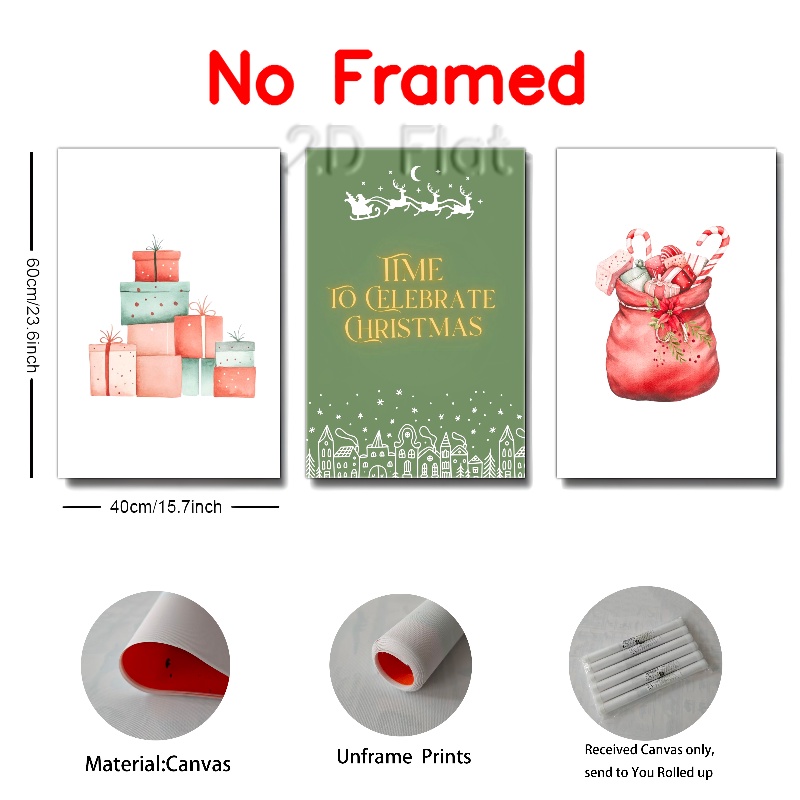 No Framed
2D Flat
60cm/23.6inch
TIME
TO CELEBRATE
CHRISTMAS
40cm/15.7inch
Material:Canvas
Unframe Prints
Received Canvas only,
send to You Rolled up